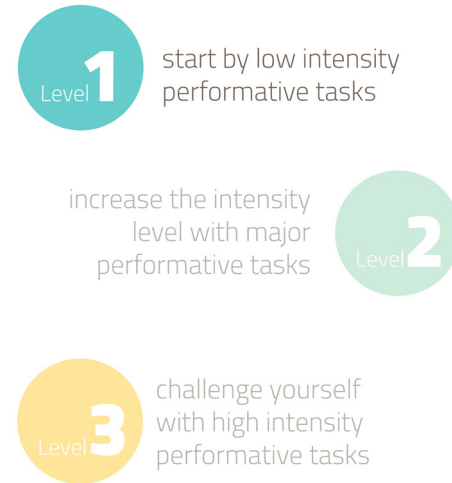 Level 1
start by low intensity
performative tasks
increase the intensity
level with major
performative tasks
Level 2
Level 3
challenge yourself
with high intensity
performative tasks